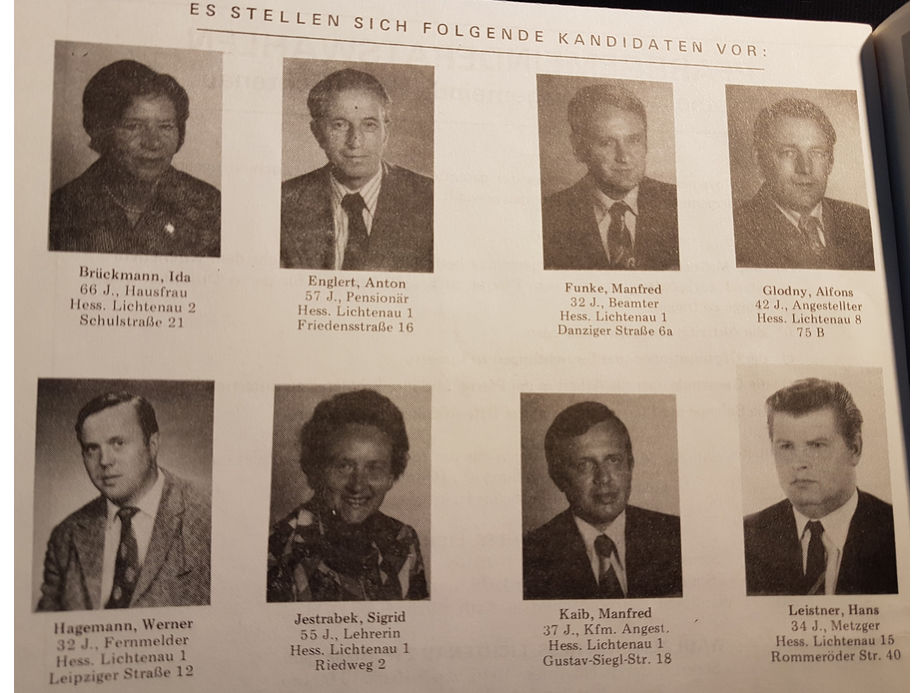 ES STELLEN SICH FOLGENDE KANDIDATEN VOR:
Brückmann, Ida
66 J., Hausfrau
Hess. Lichtenau 2
Schulstraße 21
Englert, Anton
57 J., Pensionär
Hess. Lichtenau 1
Friedensstraße 16
Funke, Manfred
32 J., Beamter
Hess. Lichtenau 1
Danziger Straße 6a
Glodny, Alfons
42 J., Angestellter
Hess. Lichtenau 8
75 B
Hagemann, Werner
32 J., Fernmelder
Hess. Lichtenau 1
Leipziger Straße 12
Jestrabek, Sigrid
55 J., Lehrerin
Hess. Lichtenau 1
Riedweg 2
Kaib, Manfred
37 J., Kfm. Angest.
Hess. Lichtenau 1
Gustav-Siegl-Str. 18
Leistner, Hans
34 J., Metzger
Hess. Lichtenau 15
Rommeröder Str. 40